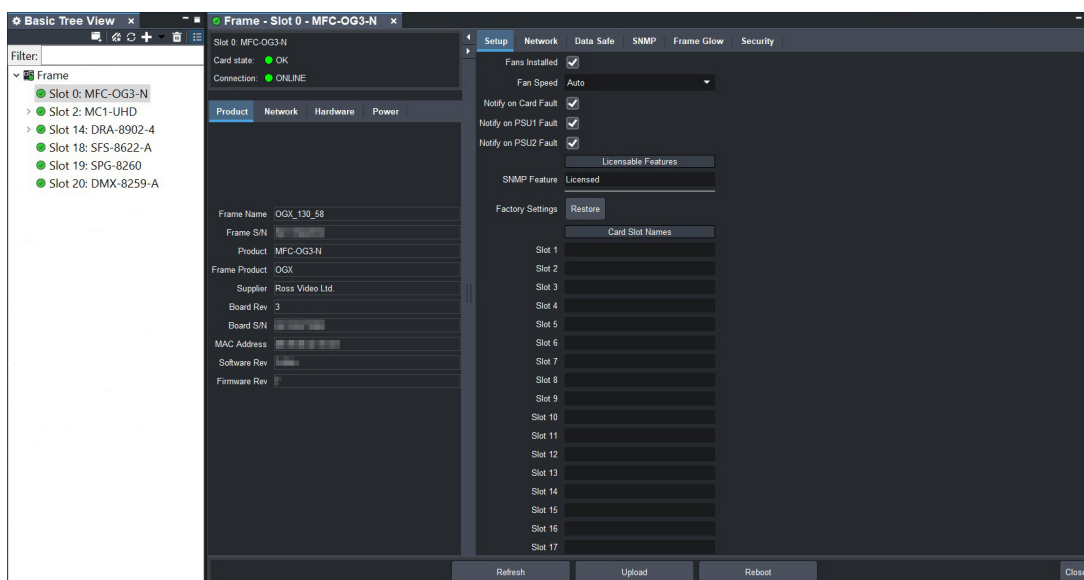 Basic Tree View ×
Filter:
Frame
Slot 0: MFC-OG3-N
Slot 2: MC1-UHD
Slot 14: DRA-8902-4
Slot 18: SFS-8622-A
Slot 19: SPG-8260
Slot 20: DMX-8259-A
Frame - Slot 0 - MFC-OG3-N ×
Slot 0: MFC-OG3-N
Card state: OK
Connection: ONLINE
Product Network Hardware Power
Frame Name OGX_130_58
Frame S/N
Product MFC-OG3-N
Frame Product OGX
Supplier Ross Video Ltd.
Board Rev 3
Board S/N
MAC Address
Software Rev
Firmware Rev
Setup Network Data Safe SNMP Frame Glow Security
Fans Installed
Fan Speed Auto
Notify on Card Fault
Notify on PSU1 Fault
Notify on PSU2 Fault
Licensable Features
SNMP Feature Licensed
Factory Settings Restore
Card Slot Names
Slot 1
Slot 2
Slot 3
Slot 4
Slot 5
Slot 6
Slot 7
Slot 8
Slot 9
Slot 10
Slot 11
Slot 12
Slot 13
Slot 14
Slot 15
Slot 16
Slot 17
Refresh Upload Reboot Close